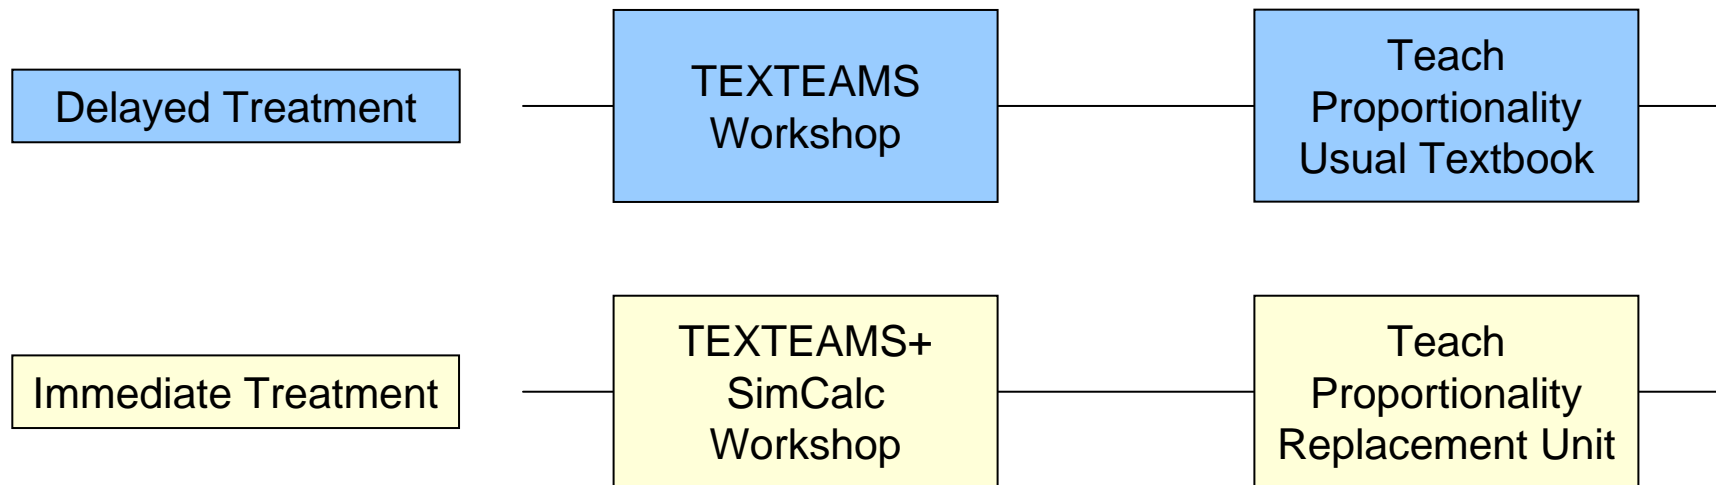 Delayed Treatment
TEXTEAMS
Workshop
Teach
Proportionality
Usual Textbook
Immediate Treatment
TEXTEAMS+
SimCalc
Workshop
Teach
Proportionality
Replacement Unit